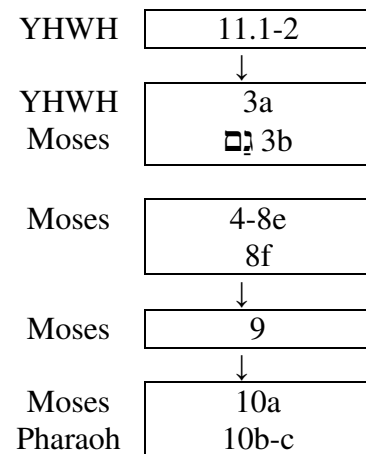 YHWH 11.1-2
↓
YHWH 3a
Moses גַּם 3b
Moses 4-8e
8f
↓
Moses 9
↓
Moses 10a
Pharaoh 10b-c